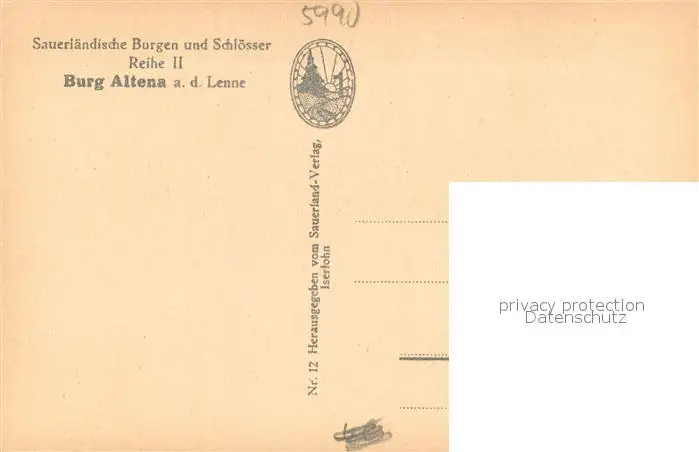 5990
Sauerländische Burgen und Schlösser
Reihe II
Burg Altena a. d. Lenne
Nr. 12 Herausgegeben vom Sauerland-Verlag,
Iserlohn
privacy protection
Datenschutz